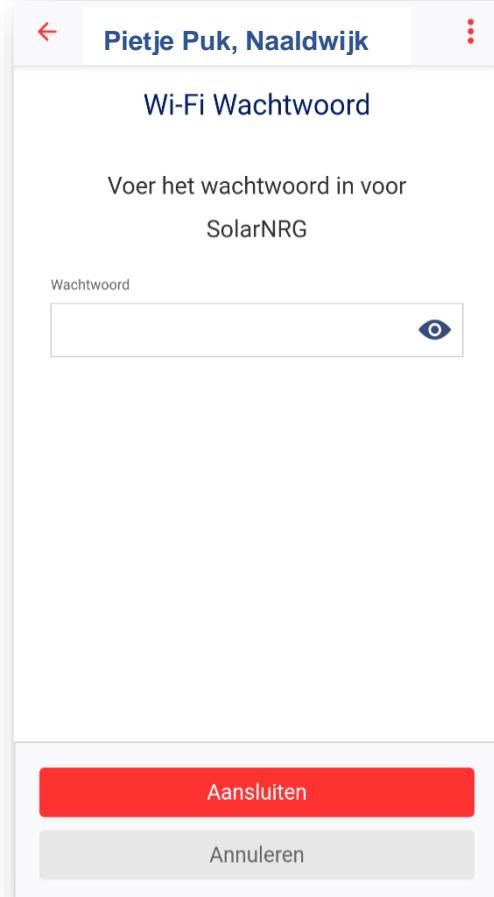 Pietje Puk, Naaldwijk
Wi-Fi Wachtwoord
Voer het wachtwoord in voor
SolarNRG
Wachtwoord
Aansluiten
Annuleren